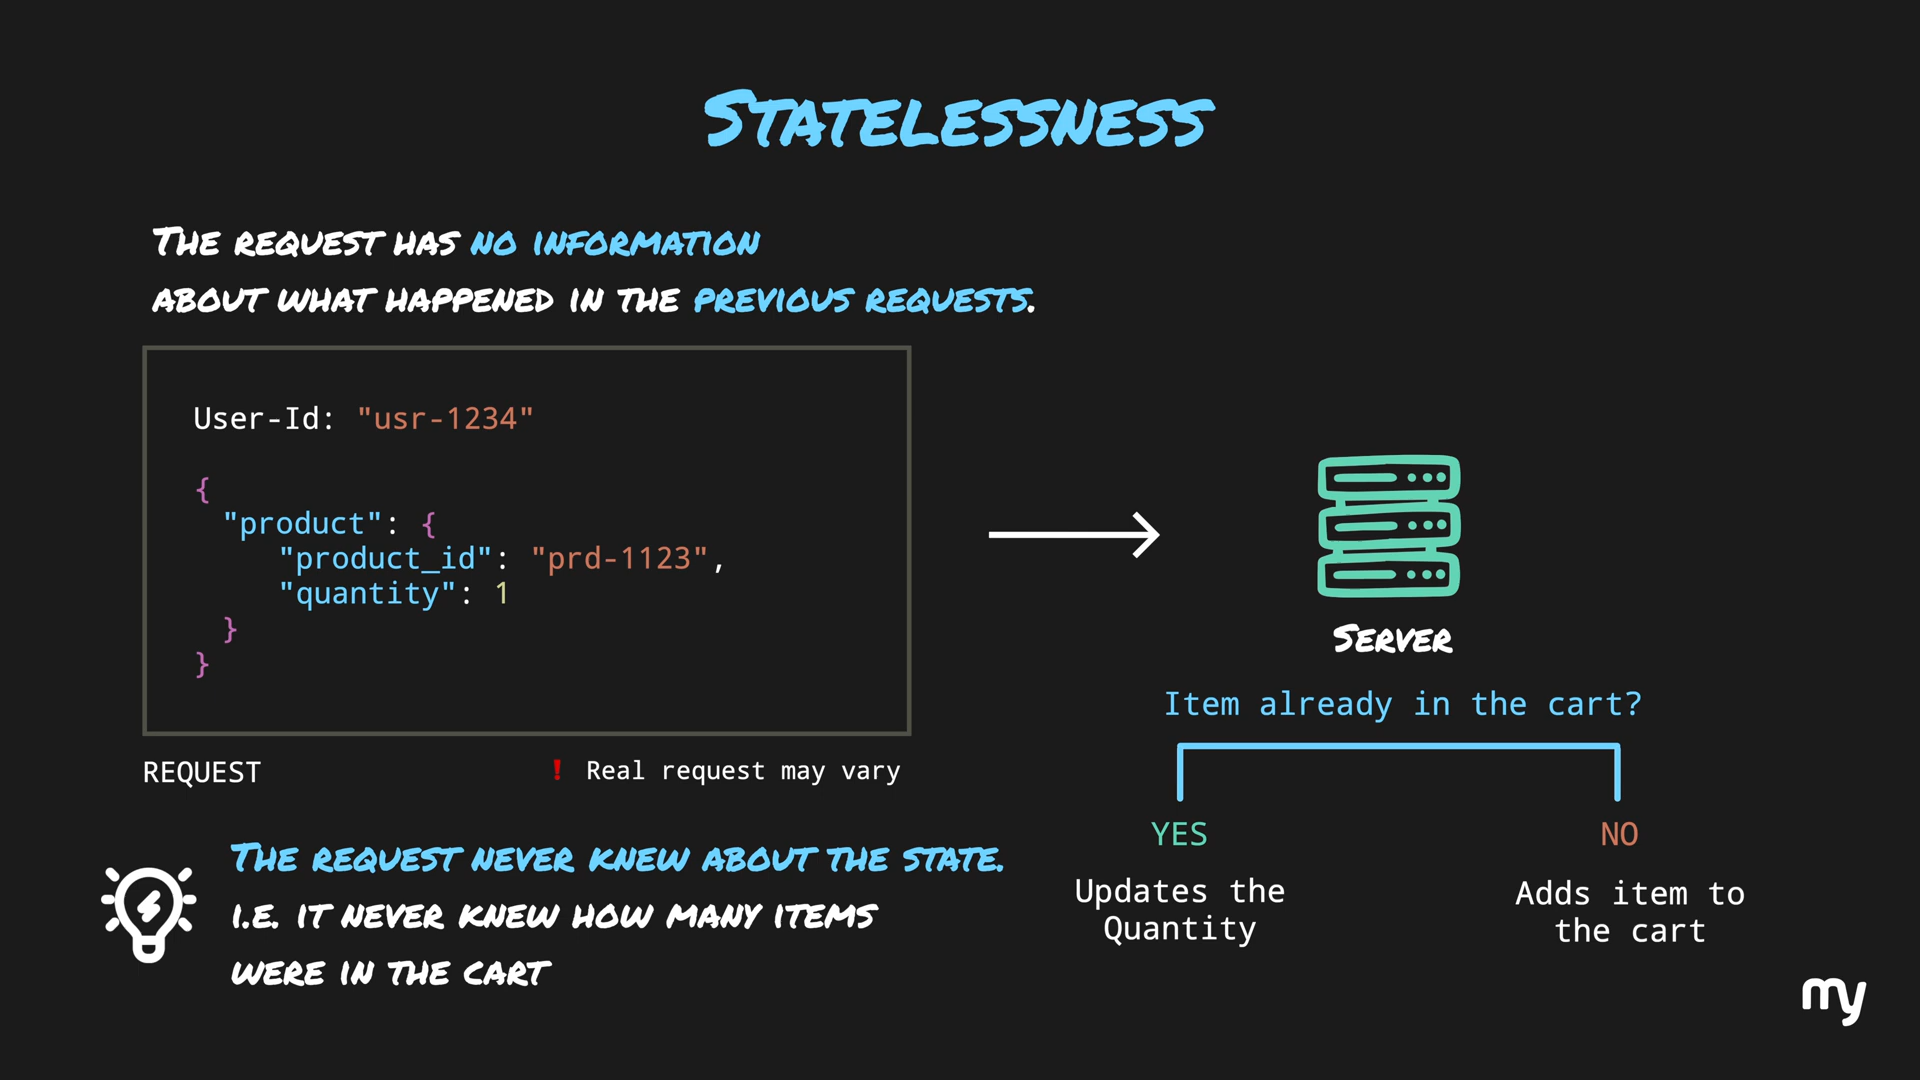 STATELESSNESS
THE REQUEST HAS NO INFORMATION
ABOUT WHAT HAPPENED IN THE PREVIOUS REQUESTS.
User-Id: "usr-1234"
{
"product": {
"product_id": "prd-1123",
"quantity": 1
}
}
REQUEST
! Real request may vary
THE REQUEST NEVER KNEW ABOUT THE STATE.
I.E. IT NEVER KNEW HOW MANY ITEMS
WERE IN THE CART
SERVER
Item already in the cart?
YES
Updates the
Quantity
NO
Adds item to
the cart
my